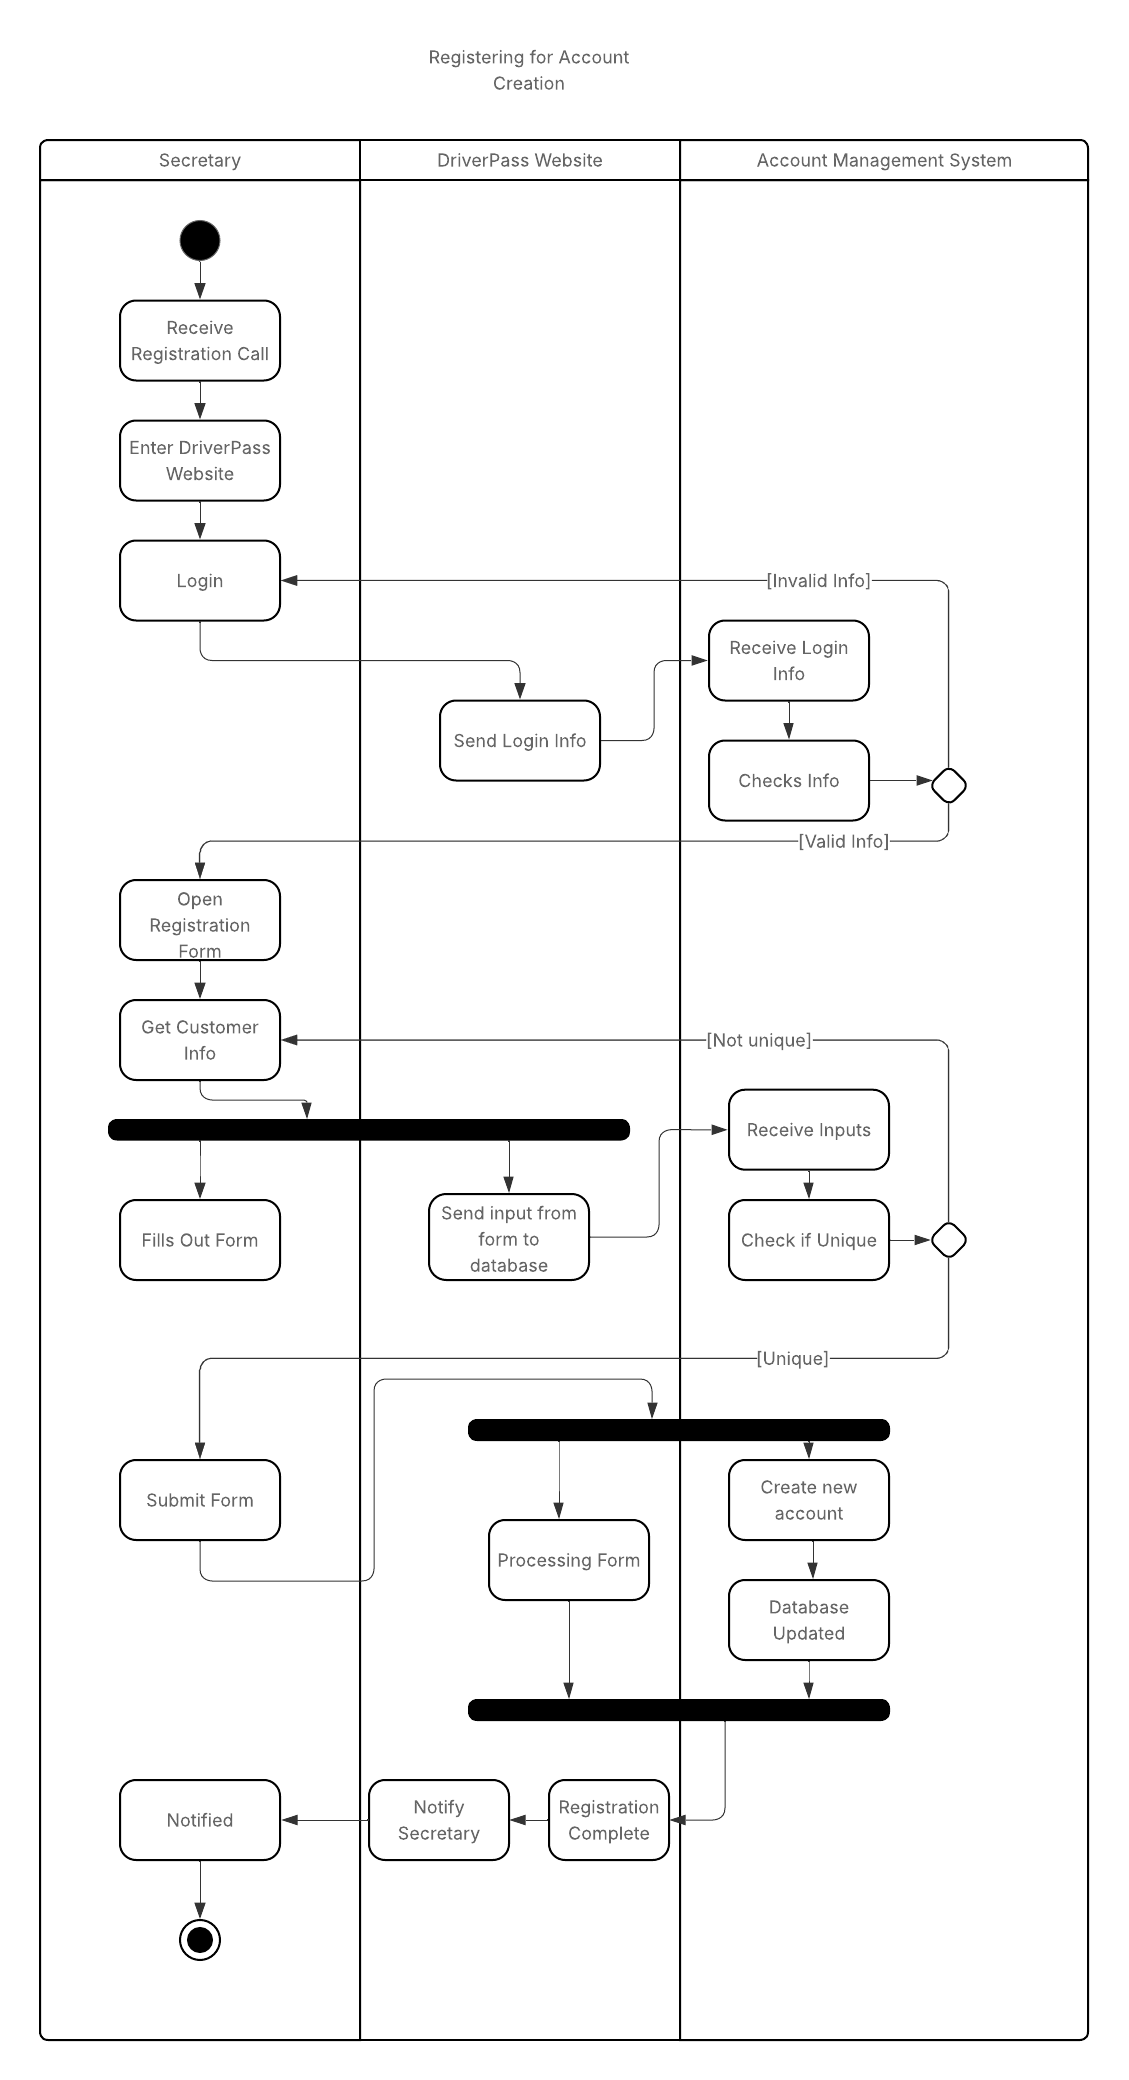 Registering for Account
Creation
Secretary
DriverPass Website
Account Management System
Receive
Registration Call
Enter DriverPass
Website
Login
[Invalid Info]
Receive Login
Info
Send Login Info
Checks Info
[Valid Info]
Open
Registration
Form
Get Customer
Info
[Not unique]
Receive Inputs
Fills Out Form
Send input from
form to
database
Check if Unique
[Unique]
Submit Form
Create new
account
Processing Form
Database
Updated
Notified
Notify
Secretary
Registration
Complete